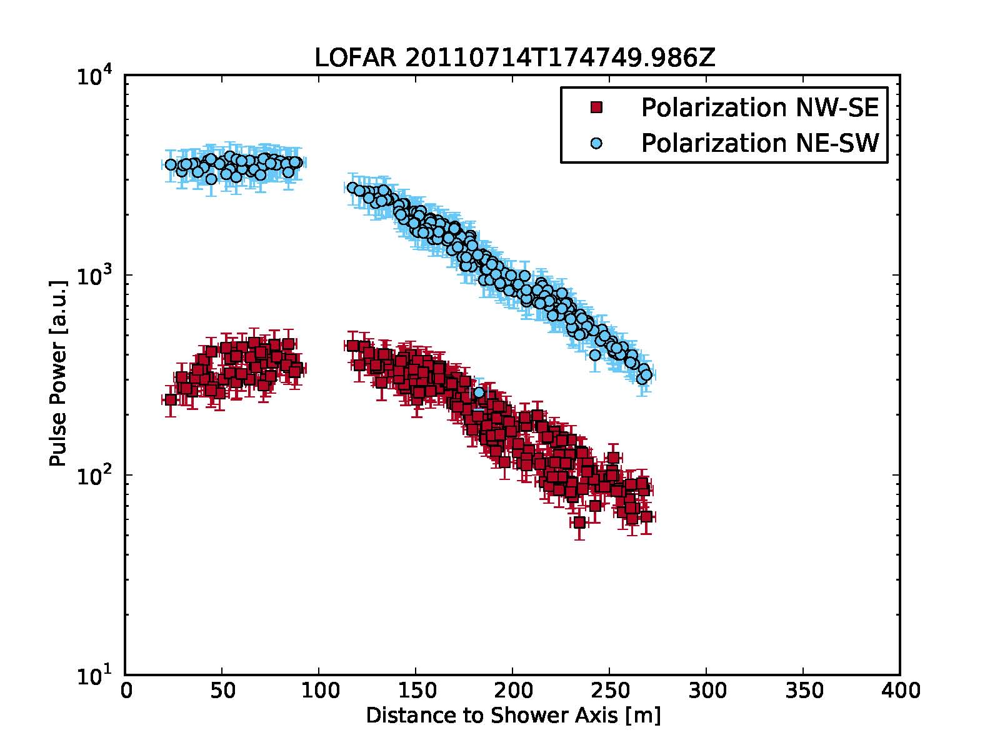 LOFAR 20110714T174749.986Z
Polarization NW-SE
Polarization NE-SW
Pulse Power [a.u.]
10^4
10^3
10^2
10^1
0 50 100 150 200 250 300 350 400
Distance to Shower Axis [m]